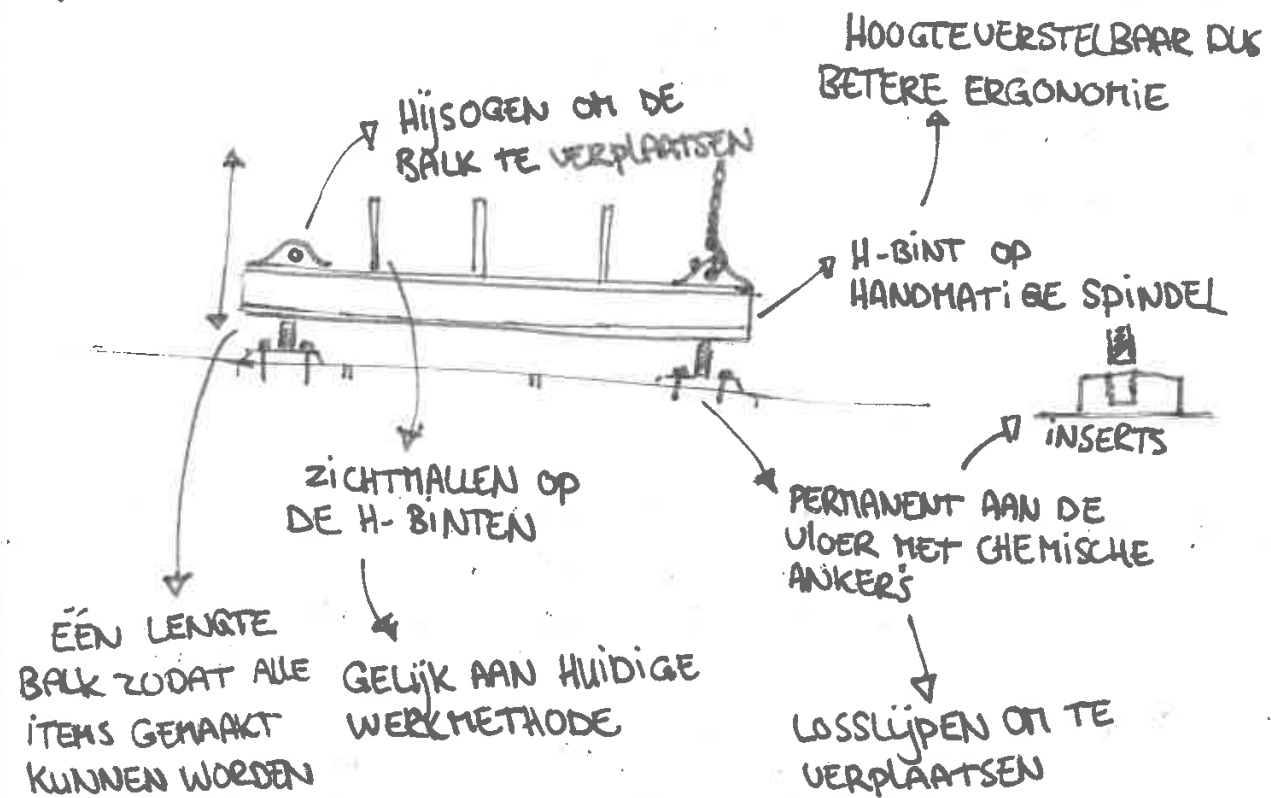 HOOGTEVERSTELBAAR DUS
BETERE ERGONOMIE
HIJSOGEN OM DE
BALK TE VERPLAATSEN
H-BINT OP
HANDMATIGE SPINDEL
INSERTS
ZICHTMALLEN OP
DE H-BINTEN
PERMANENT AAN DE
VLOER MET CHEMISCHE
ANKERS
ÉÉN LENGTE
BALK ZODAT ALLE
ITEMS GEMAAKT
KUNNEN WORDEN
GELIJK AAN HUIDIGE
WERKMETHODE
LOSSLIJPEN OM TE
VERPLAATSEN